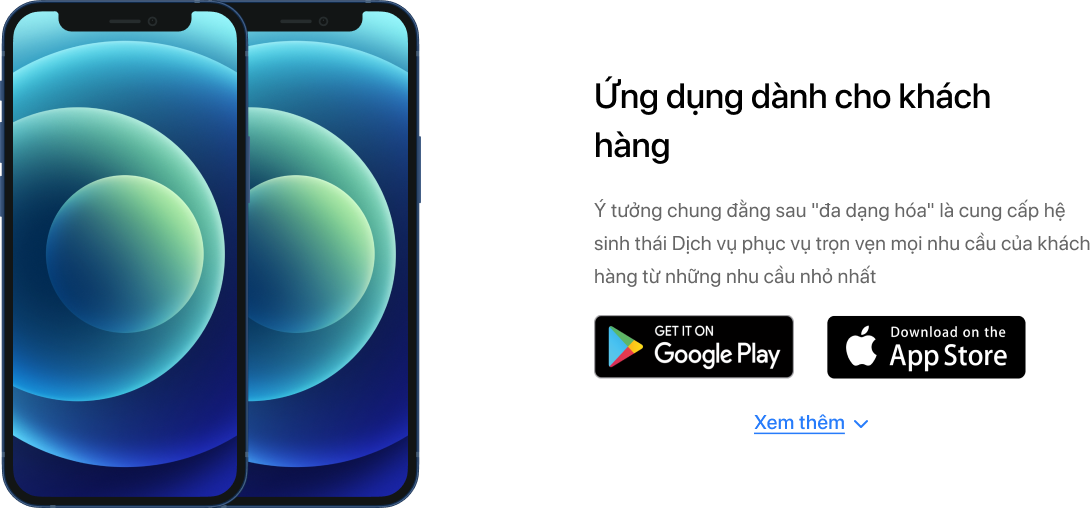 Ứng dụng dành cho khách
hàng
Ý tưởng chung đằng sau "đa dạng hóa" là cung cấp hệ
sinh thái Dịch vụ phục vụ trọn vẹn mọi nhu cầu của khách
hàng từ những nhu cầu nhỏ nhất
GET IT ON
Google Play
Download on the
App Store
Xem thêm